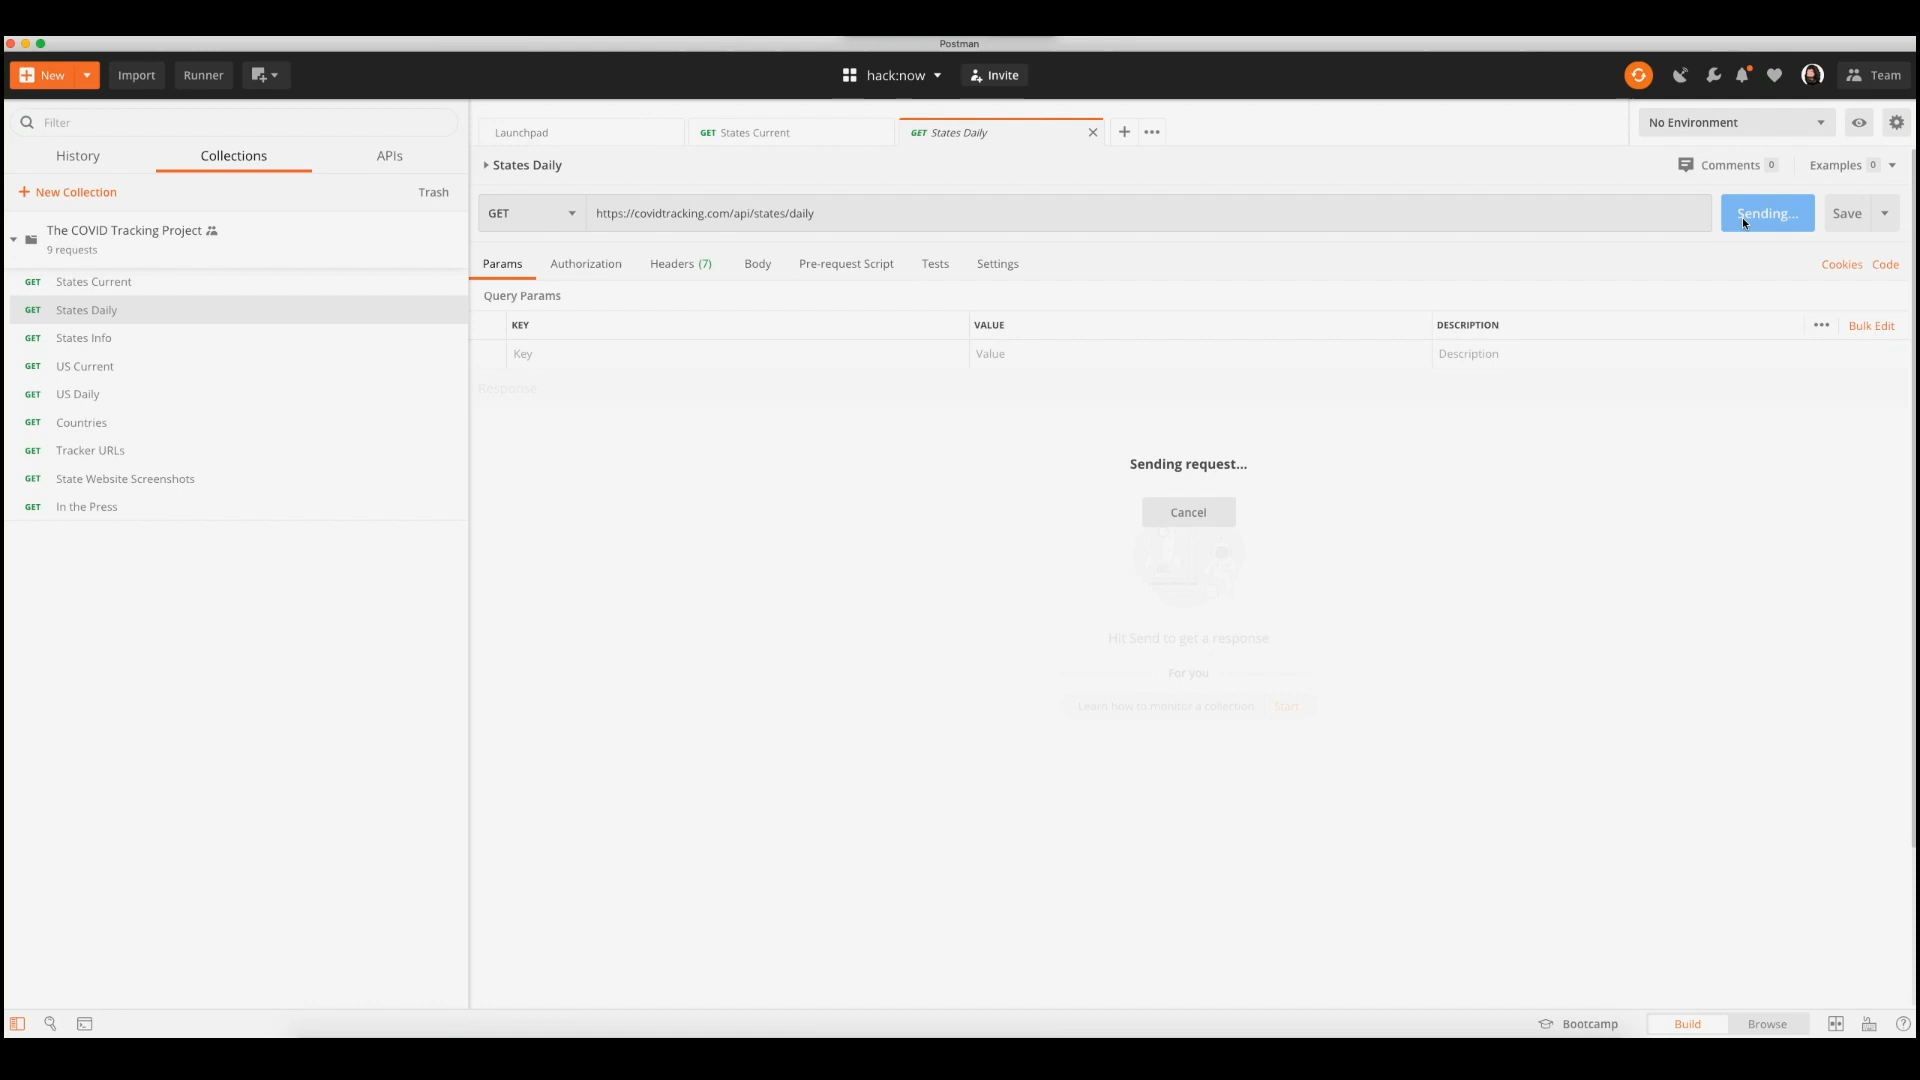 Postman
New
Import
Runner
hack:now
Invite
Team
Filter
History
Collections
APIs
+ New Collection
Trash
The COVID Tracking Project
9 requests
GET States Current
GET States Daily
GET States Info
GET US Current
GET US Daily
GET Countries
GET Tracker URLs
GET State Website Screenshots
GET In the Press
Launchpad
GET States Current
GET States Daily
No Environment
States Daily
Comments 0
Examples 0
GET
https://covidtracking.com/api/states/daily
Sending...
Save
Params
Authorization
Headers (7)
Body
Pre-request Script
Tests
Settings
Cookies
Code
Query Params
KEY
VALUE
DESCRIPTION
Bulk Edit
Key
Value
Description
Response
Sending request...
Cancel
Hit Send to get a response
For you
Learn how to monitor a collection
Start
Bootcamp
Build
Browse